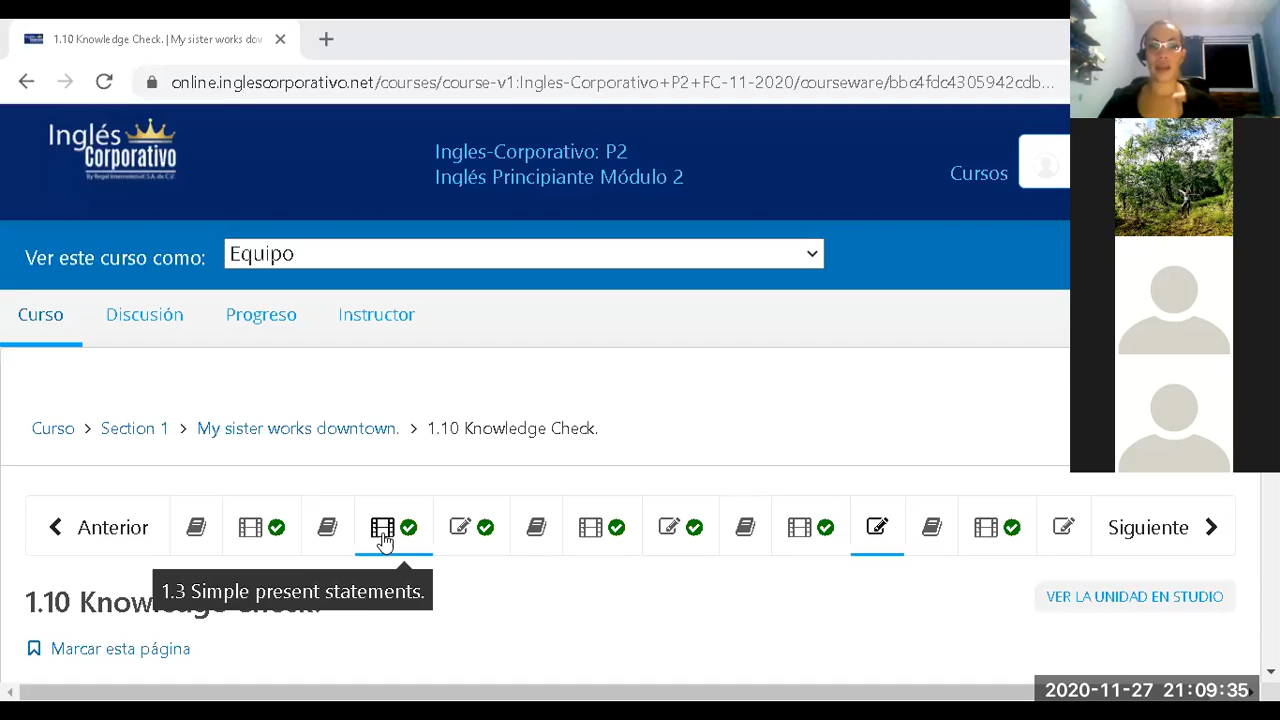 1.10 Knowledge Check. | My sister works dov
online.inglescorporativo.net/courses/course-v1:Ingles-Corporativo+P2+FC-11-2020/courseware/bbc4fdc4305942cdb...
Inglés
Corporativo
Ingles-Corporativo: P2
Inglés Principiante Módulo 2
Cursos
Ver este curso como:
Equipo
Curso
Discusión
Progreso
Instructor
Curso > Section 1 > My sister works downtown. > 1.10 Knowledge Check.
Anterior
Siguiente
1.3 Simple present statements.
1.10 Knowledge Check.
VER LA UNIDAD EN STUDIO
Marcar esta página
2020-11-27 21:09:35